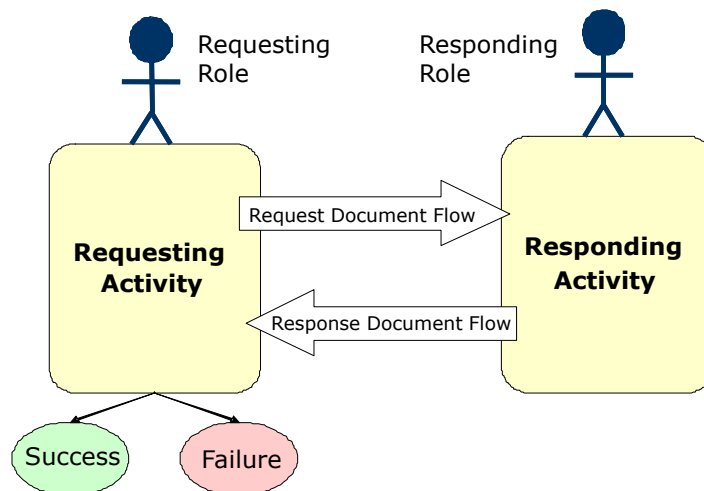 Requesting
Role
Responding
Role
Request Document Flow
Requesting
Activity
Responding
Activity
Response Document Flow
Success
Failure